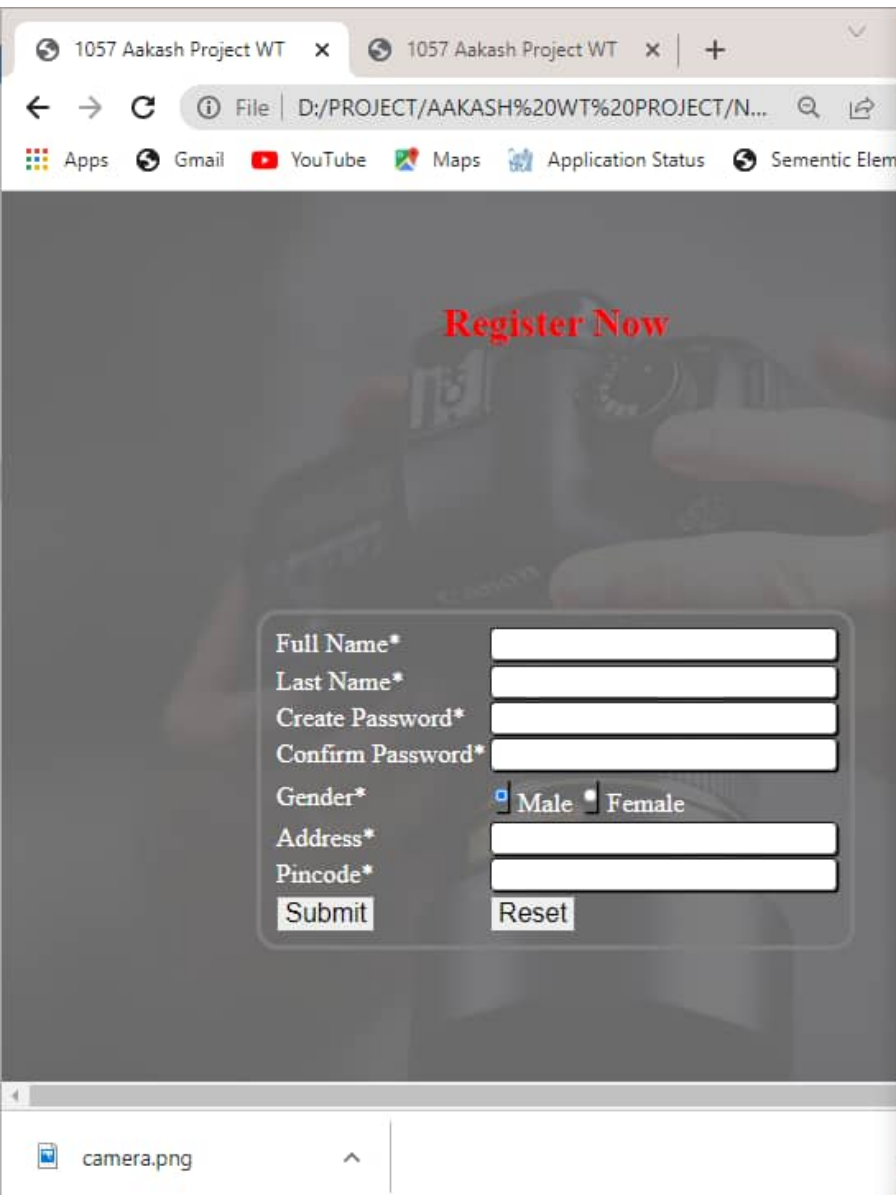 1057 Aakash Project WT 1057 Aakash Project WT
File D:/PROJECT/AAKASH%20WT%20PROJECT/N...
Apps Gmail YouTube Maps Application Status Sementic Elem
Register Now
Canon
Full Name*
Last Name*
Create Password*
Confirm Password*
Gender* Male Female
Address*
Pincode*
Submit Reset
camera.png